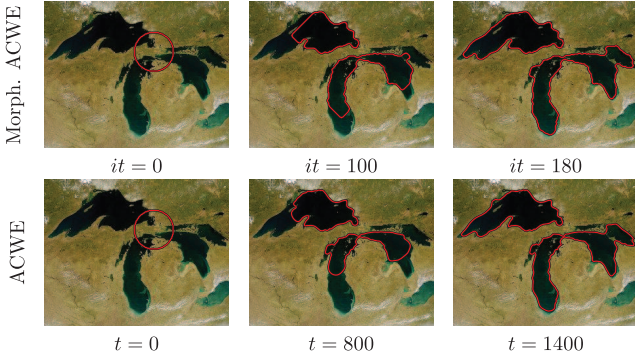 Morph. ACWE
it = 0
it = 100
it = 180
ACWE
t = 0
t = 800
t = 1400